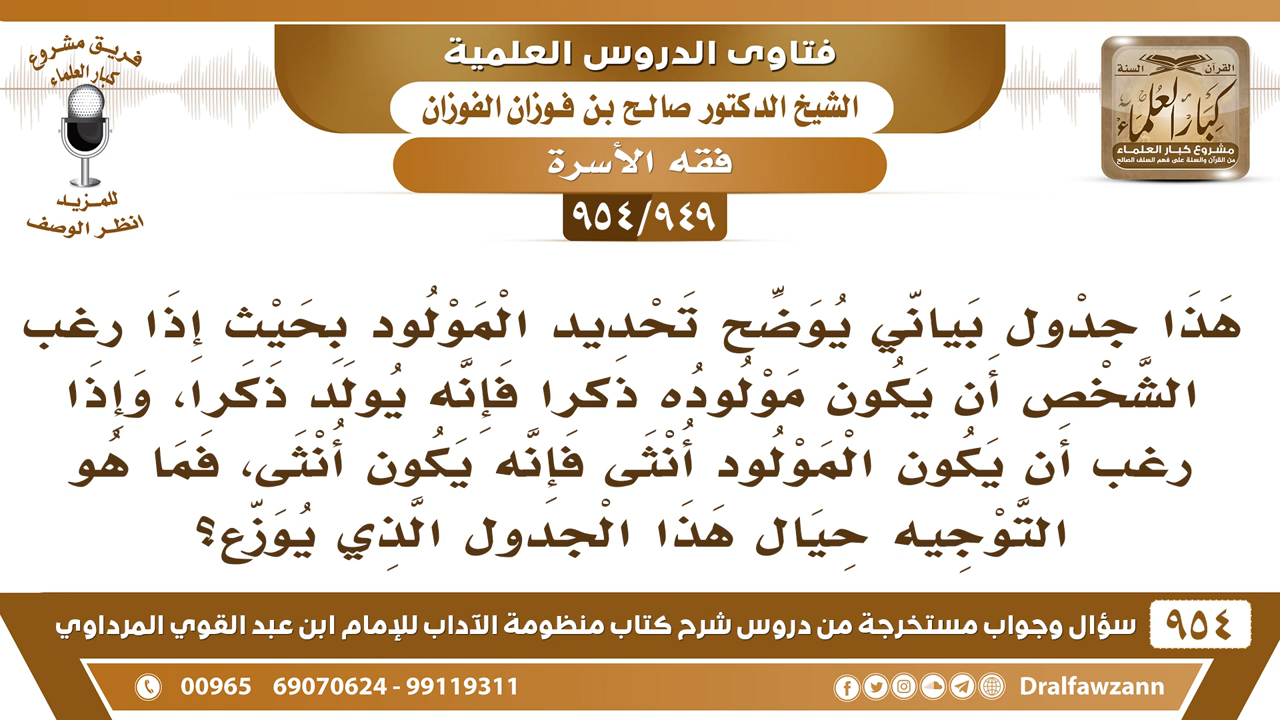 فريق مشروع
كبار العلماء
للمزيد
انظر الوصف
فتاوى الدروس العلمية
الشيخ الدكتور صالح بن فوزان الفوزان
فقه الأسرة
٩٥٤/٩٤٩
القرآن السنة
كبار العلماء
مشروع كبار العلماء
من القرآن والسنة على فهم السلف الصالح
هَذَا جدْول بَيانّي يُوَضِّح تَحْدِيد الْمَوْلُود بِحَيْث إِذَا رغب
الشَّخْص أَن يَكُون مَوْلُودُه ذكرا فَإِنَّه يُولَد ذَكَرا، وَإِذَا
رغب أَن يَكُون الْمَوْلُود أُنْثَى فَإِنَّه يَكُون أُنْثَى، فَمَا هُو
التَّوْجِيه حِيَال هَذَا الْجَدول الَّذِي يُوَزّع؟
٩٥٤ سؤال وجواب مستخرجة من دروس شرح كتاب منظومة الآداب للإمام ابن عبد القوي المرداوي
00965 69070624 - 99119311
Dralfawzann